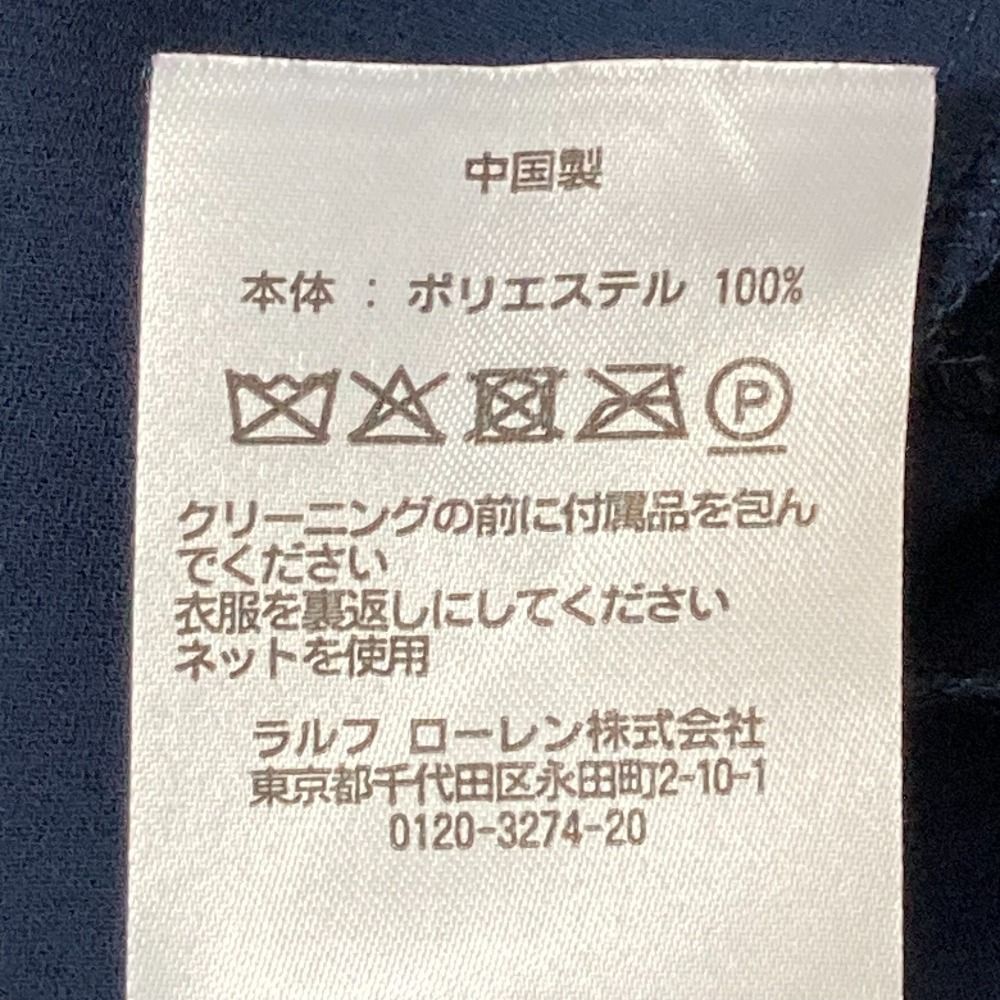 中国製
本体 : ポリエステル 100%
P
クリーニングの前に付属品を包ん
でください
衣服を裏返しにしてください
ネットを使用
ラルフ ローレン株式会社
東京都千代田区永田町2-10-1
0120-3274-20